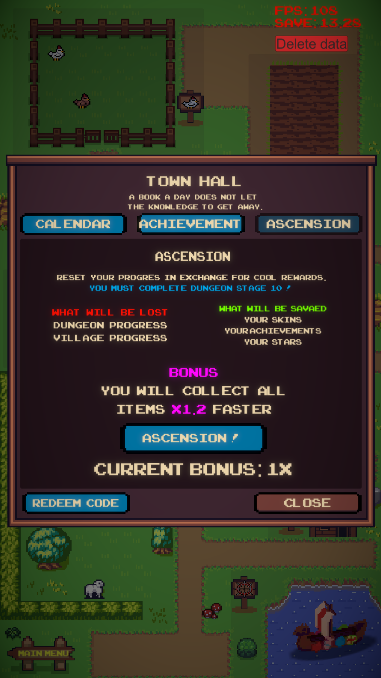 FPS: 105
SAVE: 13.2S
Delete data
TOWN HALL
A BOOK A DAY DOES NOT LET
THE KNOWLEDGE TO GET AWAY.
CALENDAR
ACHIEVEMENT
ASCENSION
ASCENSION
RESET YOUR PROGRES IN EXCHANGE FOR COOL REWARDS.
YOU MUST COMPLETE DUNGEON STAGE 10 !
WHAT WILL BE LOST
DUNGEON PROGRESS
VILLAGE PROGRESS
WHAT WILL BE SAVAED
YOUR SKINS
YOUR ACHIEVEMENTS
YOUR STARS
BONUS
YOU WILL COLLECT ALL
ITEMS X1.2 FASTER
ASCENSION !
CURRENT BONUS: 1X
REDEEM CODE
CLOSE
MAIN MENU